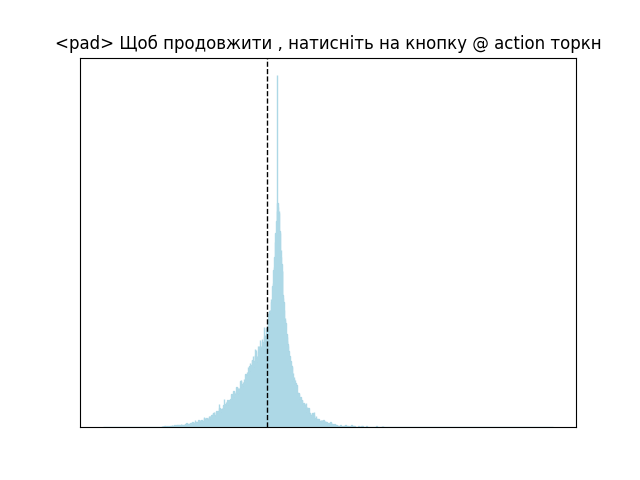 <pad> Щоб продовжити , натисніть на кнопку @ action торкн